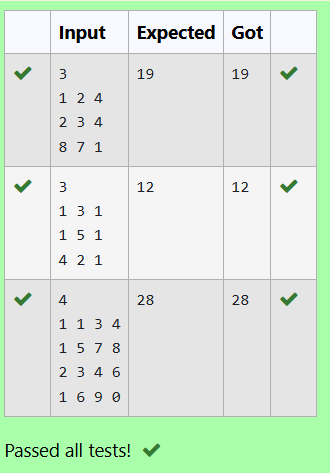 Input Expected Got
3 19 19
1 2 4
2 3 4
8 7 1
3 12 12
1 3 1
1 5 1
4 2 1
4 28 28
1 1 3 4
1 5 7 8
2 3 4 6
1 6 9 0
Passed all tests!